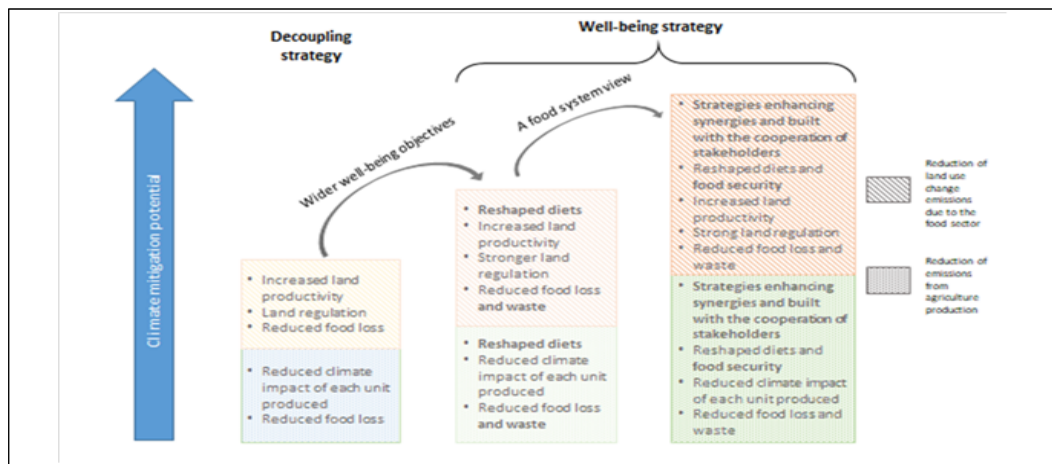 Decoupling
strategy
Well-being strategy
Climate mitigation potential
Wider well-being objectives
A food system view
• Increased land
productivity
• Land regulation
• Reduced food loss
• Reduced climate
impact of each unit
produced
• Reduced food loss
• Reshaped diets
• Increased land
productivity
• Stronger land
regulation
• Reduced food loss
and waste
• Reshaped diets
• Reduced climate
impact of each unit
produced
• Reduced food loss
and waste
• Strategies enhancing
synergies and built
with the cooperation of
stakeholders
• Reshaped diets and
food security
• Increased land
productivity
• Strong land regulation
• Reduced food loss and
waste
• Strategies enhancing
synergies and built
with the cooperation of
stakeholders
• Reshaped diets and
food security
• Reduced climate impact
of each unit produced
• Reduced food loss and
waste
Reduction of
land use
change
emissions
due to the
food sector
Reduction of
emissions
from
agriculture
production